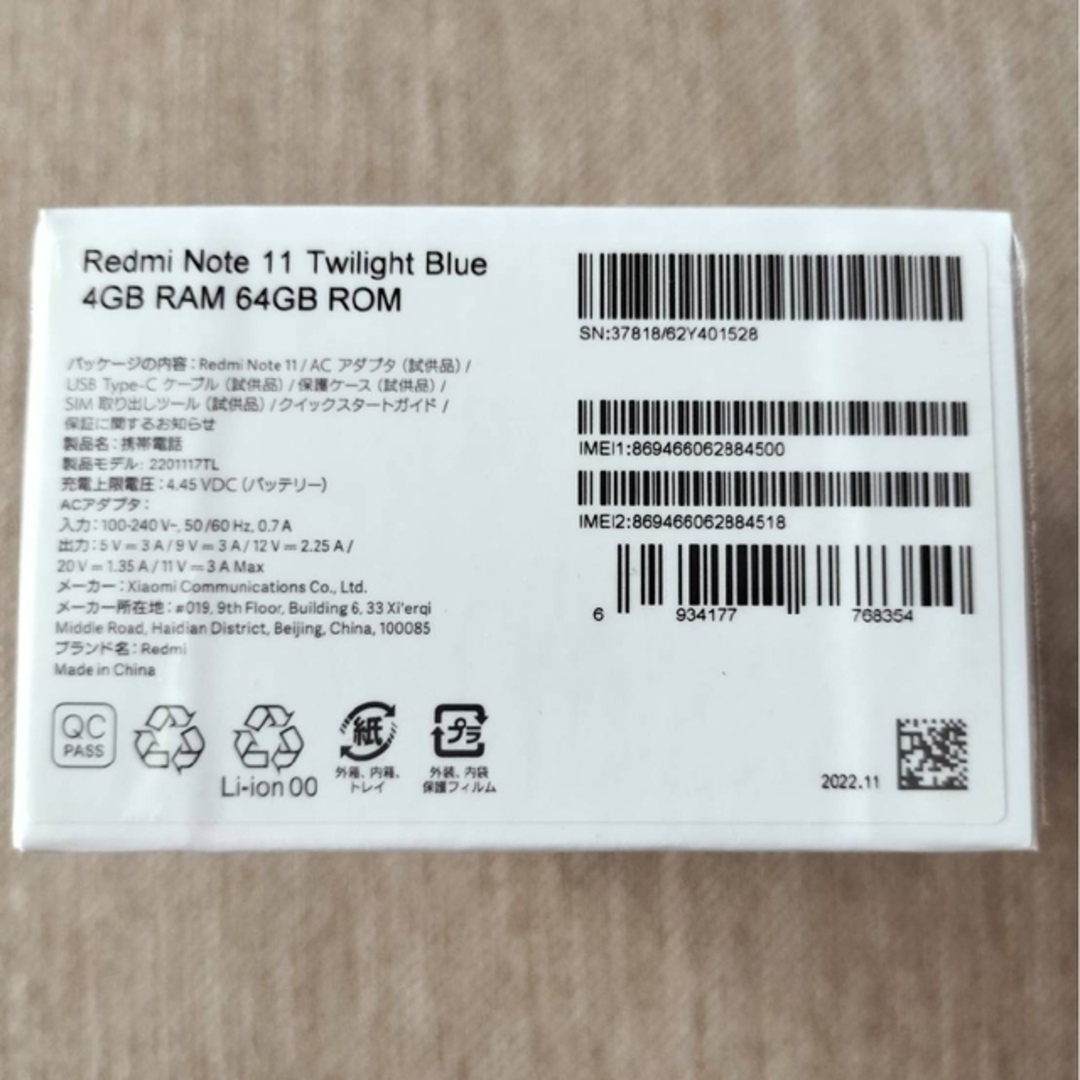 Redmi Note 11 Twilight Blue
4GB RAM 64GB ROM
パッケージの内容：Redmi Note 11 / AC アダプタ（試供品）/
USB Type-C ケーブル（試供品）/ 保護ケース（試供品）/
SIM 取り出しツール（試供品）/ クイックスタートガイド /
保証に関するお知らせ
製品名：携帯電話
製品モデル: 2201117TL
充電上限電圧：4.45 VDC（バッテリー）
ACアダプタ：
入力：100-240 V~, 50/60 Hz, 0.7 A
出力：5 V⎓3 A / 9 V⎓3 A / 12 V⎓2.25 A /
20 V⎓1.35 A / 11 V⎓3 A Max
メーカー：Xiaomi Communications Co., Ltd.
メーカー所在地：#019, 9th Floor, Building 6, 33 Xi'erqi
Middle Road, Haidian District, Beijing, China, 100085
ブランド名：Redmi
Made in China
SN:37818/62Y401528
IMEI1:869466062884500
IMEI2:869466062884518
6 934177 768354
QC
PASS
Li-ion 00
紙
外箱、内箱、
トレイ
プラ
外装、内袋
保護フィルム
2022.11